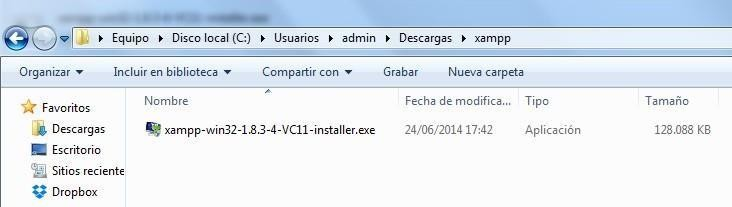 Equipo Disco local (C:) Usuarios admin Descargas xampp
Organizar Incluir en biblioteca Compartir con Grabar Nueva carpeta
Favoritos
Descargas
Escritorio
Sitios reciente
Dropbox
Nombre Fecha de modifica... Tipo Tamaño
xampp-win32-1.8.3-4-VC11-installer.exe 24/06/2014 17:42 Aplicación 128.088 KB